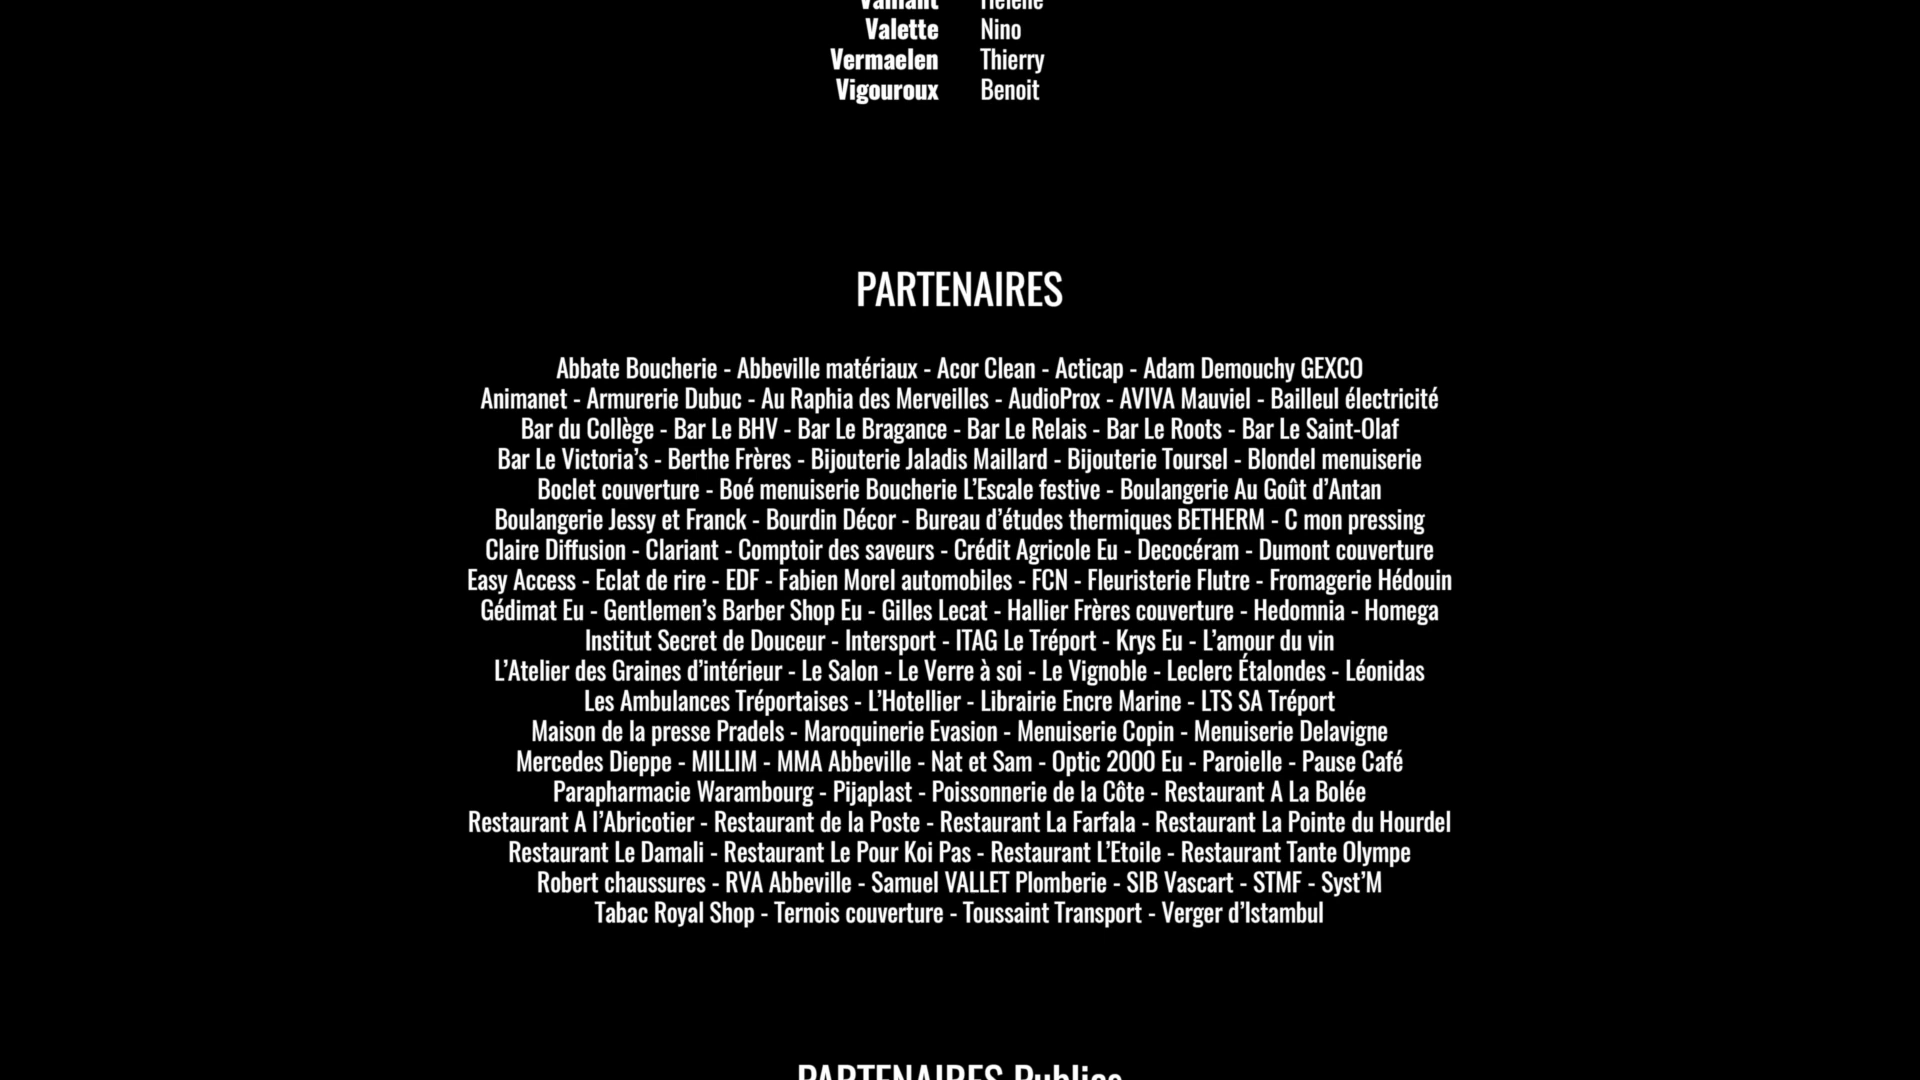 Vaillant Hélène
Valette Nino
Vermaelen Thierry
Vigouroux Benoit
PARTENAIRES
Abbate Boucherie - Abbeville matériaux - Acor Clean - Acticap - Adam Demouchy GEXCO
Animanet - Armurerie Dubuc - Au Raphia des Merveilles - AudioProx - AVIVA Mauviel - Bailleul électricité
Bar du Collège - Bar Le BHV - Bar Le Bragance - Bar Le Relais - Bar Le Roots - Bar Le Saint-Olaf
Bar Le Victoria’s - Berthe Frères - Bijouterie Jaladis Maillard - Bijouterie Toursel - Blondel menuiserie
Boclet couverture - Boé menuiserie Boucherie L’Escale festive - Boulangerie Au Goût d’Antan
Boulangerie Jessy et Franck - Bourdin Décor - Bureau d’études thermiques BETHERM - C mon pressing
Claire Diffusion - Clariant - Comptoir des saveurs - Crédit Agricole Eu - Decocéram - Dumont couverture
Easy Access - Eclat de rire - EDF - Fabien Morel automobiles - FCN - Fleuristerie Flutre - Fromagerie Hédouin
Gédimat Eu - Gentlemen’s Barber Shop Eu - Gilles Lecat - Hallier Frères couverture - Hedomnia - Homega
Institut Secret de Douceur - Intersport - ITAG Le Tréport - Krys Eu - L’amour du vin
L’Atelier des Graines d’intérieur - Le Salon - Le Verre à soi - Le Vignoble - Leclerc Étalondes - Léonidas
Les Ambulances Tréportaises - L’Hotellier - Librairie Encre Marine - LTS SA Tréport
Maison de la presse Pradels - Maroquinerie Evasion - Menuiserie Copin - Menuiserie Delavigne
Mercedes Dieppe - MILLIM - MMA Abbeville - Nat et Sam - Optic 2000 Eu - Paroielle - Pause Café
Parapharmacie Warambourg - Pijaplast - Poissonnerie de la Côte - Restaurant A La Bolée
Restaurant A l’Abricotier - Restaurant de la Poste - Restaurant La Farfala - Restaurant La Pointe du Hourdel
Restaurant Le Damali - Restaurant Le Pour Koi Pas - Restaurant L’Etoile - Restaurant Tante Olympe
Robert chaussures - RVA Abbeville - Samuel VALLET Plomberie - SIB Vascart - STMF - Syst’M
Tabac Royal Shop - Ternois couverture - Toussaint Transport - Verger d’Istambul
PARTENAIRES Publics